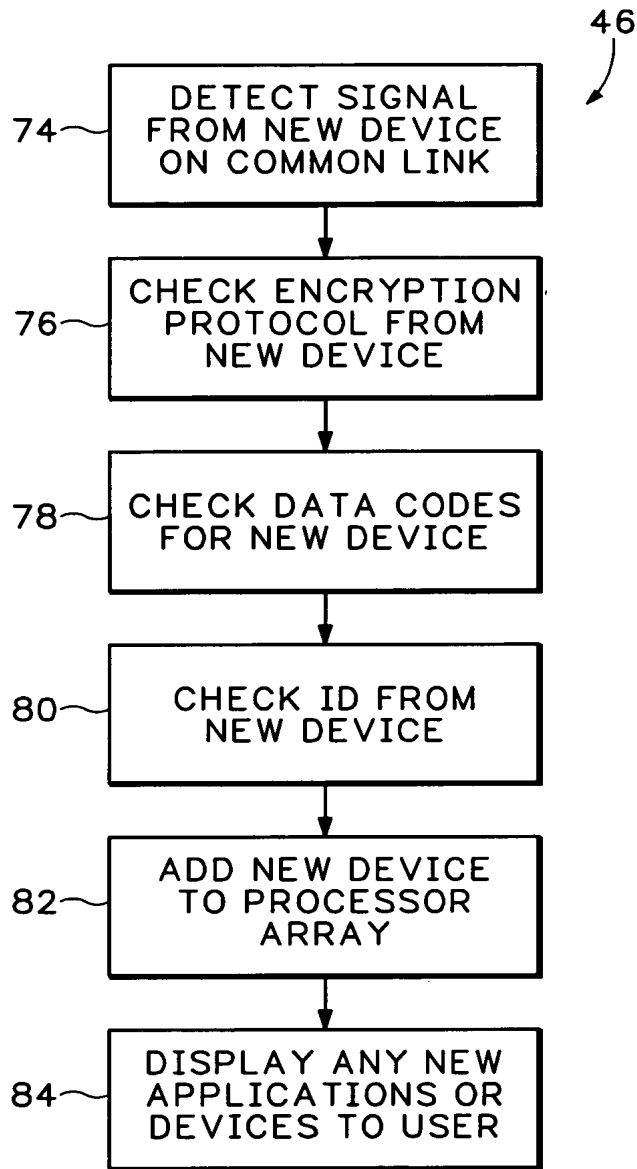 46
74
DETECT SIGNAL
FROM NEW DEVICE
ON COMMON LINK
76
CHECK ENCRYPTION
PROTOCOL FROM
NEW DEVICE
78
CHECK DATA CODES
FOR NEW DEVICE
80
CHECK ID FROM
NEW DEVICE
82
ADD NEW DEVICE
TO PROCESSOR
ARRAY
84
DISPLAY ANY NEW
APPLICATIONS OR
DEVICES TO USER